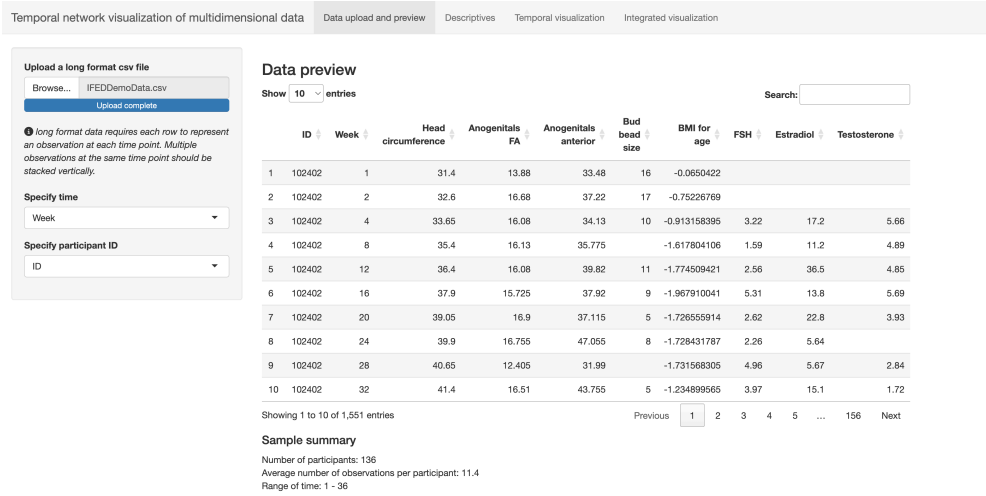 Temporal network visualization of multidimensional data Data upload and preview Descriptives Temporal visualization Integrated visualization
Upload a long format csv file
Browse... IFEDDemoData.csv
Upload complete
long format data requires each row to represent
an observation at each time point. Multiple
observations at the same time point should be
stacked vertically.
Specify time
Week
Specify participant ID
ID
Data preview
Show 10 entries Search:
ID Week Head circumference Anogenitals FA Anogenitals anterior Bud bead size BMI for age FSH Estradiol Testosterone
1 102402 1 31.4 13.88 33.48 16 -0.0650422
2 102402 2 32.6 16.68 37.22 17 -0.75226769
3 102402 4 33.65 16.08 34.13 10 -0.913158395 3.22 17.2 5.66
4 102402 8 35.4 16.13 35.775 -1.617804106 1.59 11.2 4.89
5 102402 12 36.4 16.08 39.82 11 -1.774509421 2.56 36.5 4.85
6 102402 16 37.9 15.725 37.92 9 -1.967910041 5.31 13.8 5.69
7 102402 20 39.05 16.9 37.115 5 -1.726555914 2.62 22.8 3.93
8 102402 24 39.9 16.755 47.055 8 -1.728431787 2.26 5.64
9 102402 28 40.65 12.405 31.99 -1.731568305 4.96 5.67 2.84
10 102402 32 41.4 16.51 43.755 5 -1.234899565 3.97 15.1 1.72
Showing 1 to 10 of 1,551 entries Previous 1 2 3 4 5 ... 156 Next
Sample summary
Number of participants: 136
Average number of observations per participant: 11.4
Range of time: 1 - 36